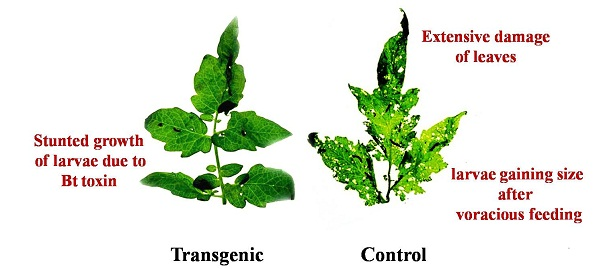 Extensive damage
of leaves
Stunted growth
of larvae due to
Bt toxin
larvae gaining size
after
voracious feeding
Transgenic
Control